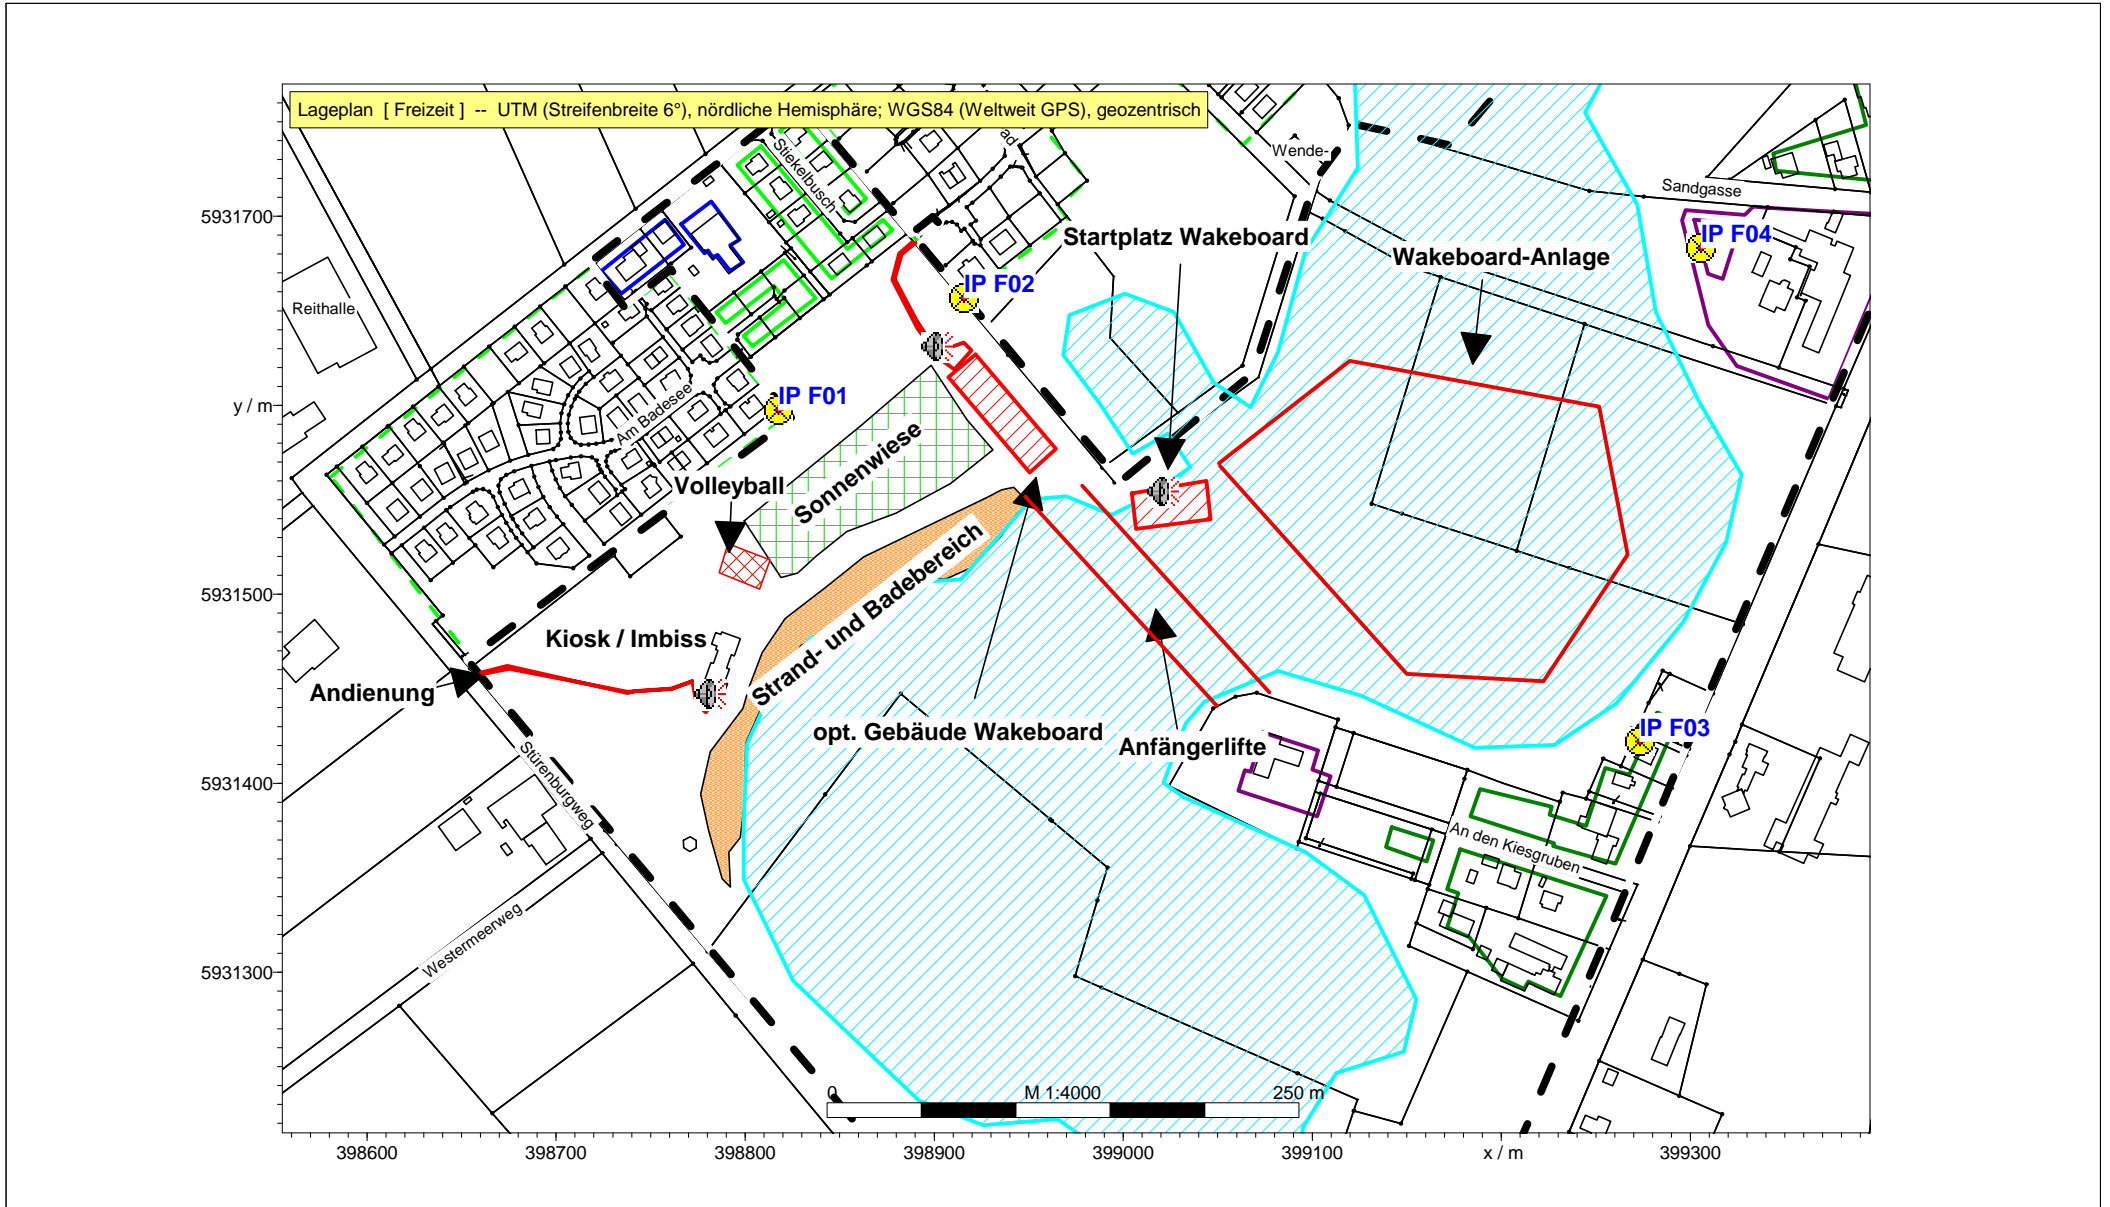 Lageplan [ Freizeit ] -- UTM (Streifenbreite 6°), nördliche Hemisphäre; WGS84 (Weltweit GPS), geozentrisch
Stiekelbusch
ad
Wende-
Sandgasse
5931700
Startplatz Wakeboard
Wakeboard-Anlage
IP F04
IP F02
Reithalle
y / m
Am Badesee
IP F01
Sonnenwiese
Volleyball
5931500
Strand- und Badebereich
Kiosk / Imbiss
Andienung
opt. Gebäude Wakeboard
Anfängerlifte
IP F03
Stürenburgweg
5931400
An den Kiesgruben
Westermeerweg
5931300
0
M 1:4000
250 m
398600
398700
398800
398900
399000
399100
x / m
399300